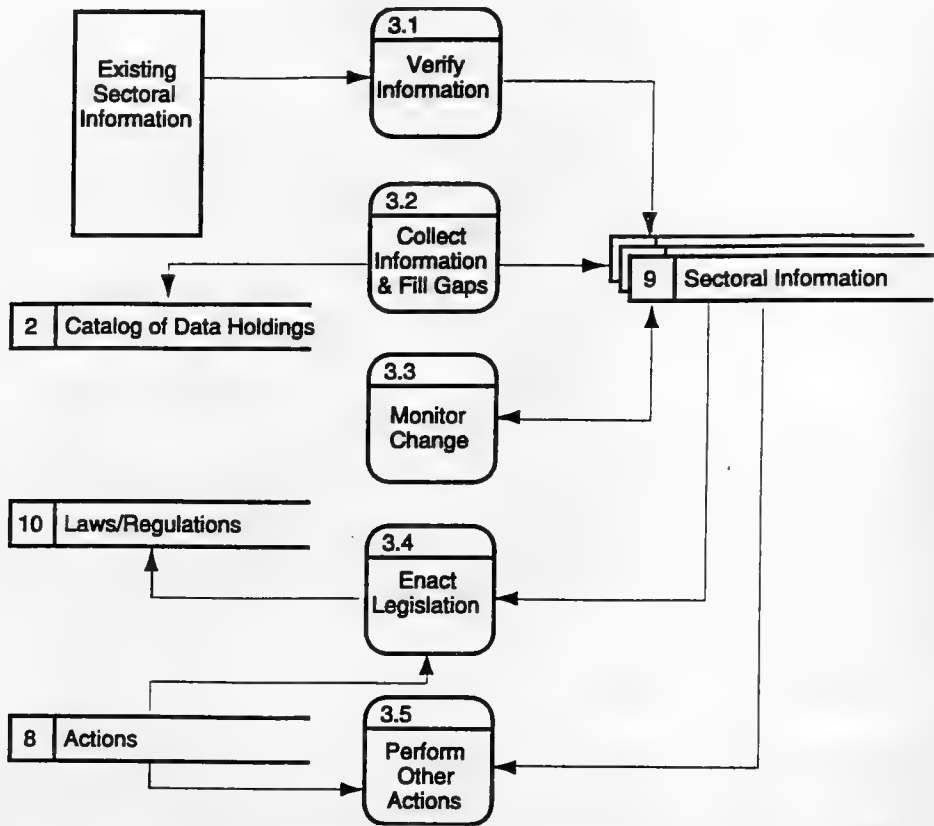 3.1
Existing
Sectoral
Information
Verify
Information
3.2
Collect
Information
& Fill Gaps
9 Sectoral Information
2 Catalog of Data Holdings
3.3
Monitor
Change
10 Laws/Regulations
3.4
Enact
Legislation
3.5
8 Actions
Perform
Other
Actions